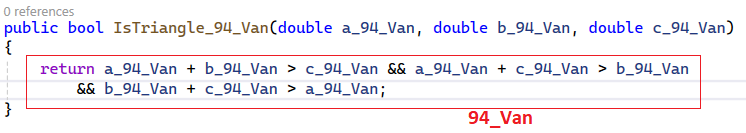 0 references
public bool IsTriangle_94_Van(double a_94_Van, double b_94_Van, double c_94_Van)
{
return a_94_Van + b_94_Van > c_94_Van && a_94_Van + c_94_Van > b_94_Van
&& b_94_Van + c_94_Van > a_94_Van;
}
94_Van